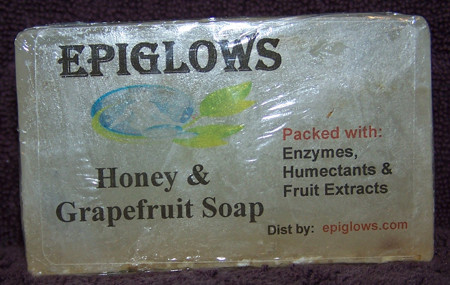 EPIGLOWS
Honey &
Grapefruit Soap
Packed with:
Enzymes,
Humectants &
Fruit Extracts
Dist by: epiglows.com